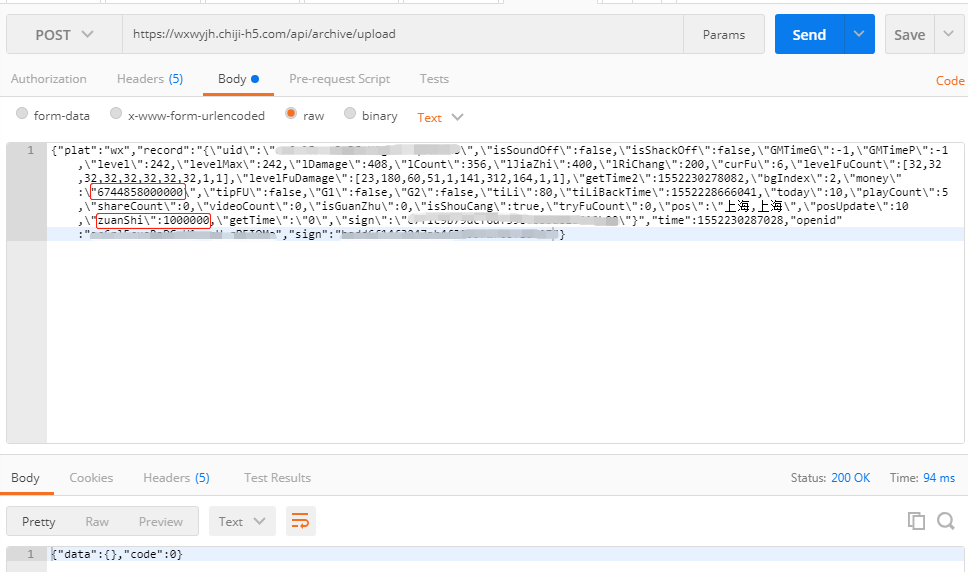 POST https://wxwyjh.chiji-h5.com/api/archive/upload Params Send Save
Authorization Headers (5) Body Pre-request Script Tests Code
form-data x-www-form-urlencoded raw binary Text
1 {"plat":"wx","record":"{\"uid\":\" \",\"isSoundOff\":false,\"isShackOff\":false,\"GMTimeG\":-1,\"GMTimeP\":-1
,\"level\":242,\"levelMax\":242,\"lDamage\":408,\"lCount\":356,\"lJiaZhi\":400,\"lRiChang\":200,\"curFu\":6,\"levelFuCount\":[32,32
,32,32,32,32,32,32,1,1],\"levelFuDamage\":[23,180,60,51,1,141,312,164,1,1],\"getTime2\":1552230278082,\"bgIndex\":2,\"money\"
:\"6744858000000\",\"tipFU\":false,\"G1\":false,\"G2\":false,\"tiLi\":80,\"tiLiBackTime\":1552228666041,\"today\":10,\"playCount\":5
,\"shareCount\":0,\"videoCount\":0,\"isGuanZhu\":0,\"isShouCang\":true,\"tryFuCount\":0,\"pos\":\"上海,上海\",\"posUpdate\":10
,\"zuanShi\":1000000,\"getTime\":\"0\",\"sign\":\" \"}","time":1552230287028,"openid"
:" ","sign":" "}
Body Cookies Headers (5) Test Results Status: 200 OK Time: 94 ms
Pretty Raw Preview Text
1 {"data":{},"code":0}